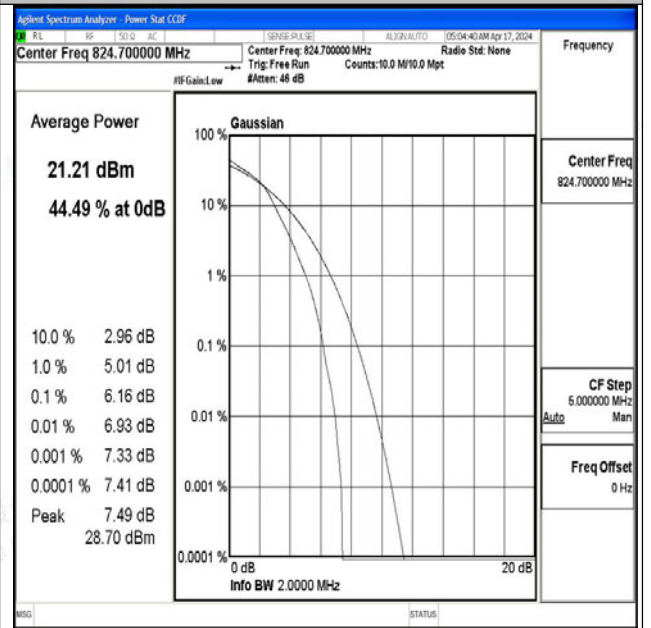 Agilent Spectrum Analyzer - Power Stat CCDF
RL RF 50 Ω AC SENSE:PULSE ALIGNAUTO 05:04:40 AM Apr 17, 2024
Center Freq 824.700000 MHz
Center Freq: 824.700000 MHz Radio Std: None
Trig: Free Run Counts:10.0 M/10.0 Mpt
#IFGain:Low #Atten: 46 dB
Frequency
Average Power
21.21 dBm
44.49 % at 0dB
10.0 % 2.96 dB
1.0 % 5.01 dB
0.1 % 6.16 dB
0.01 % 6.93 dB
0.001 % 7.33 dB
0.0001 % 7.41 dB
Peak 7.49 dB
28.70 dBm
Gaussian
100 %
10 %
1 %
0.1 %
0.01 %
0.001 %
0.0001 %
0 dB 20 dB
Info BW 2.0000 MHz
Center Freq
824.700000 MHz
CF Step
5.000000 MHz
Auto Man
Freq Offset
0 Hz
MSG STATUS